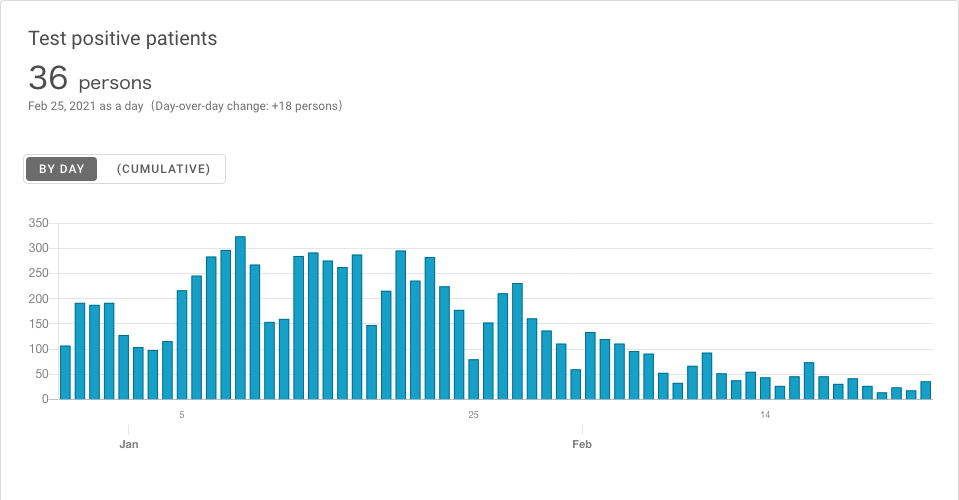 Test positive patients
36 persons
Feb 25, 2021 as a day（Day-over-day change: +18 persons）
BY DAY (CUMULATIVE)
350
300
250
200
150
100
50
0
5 25 14
Jan Feb